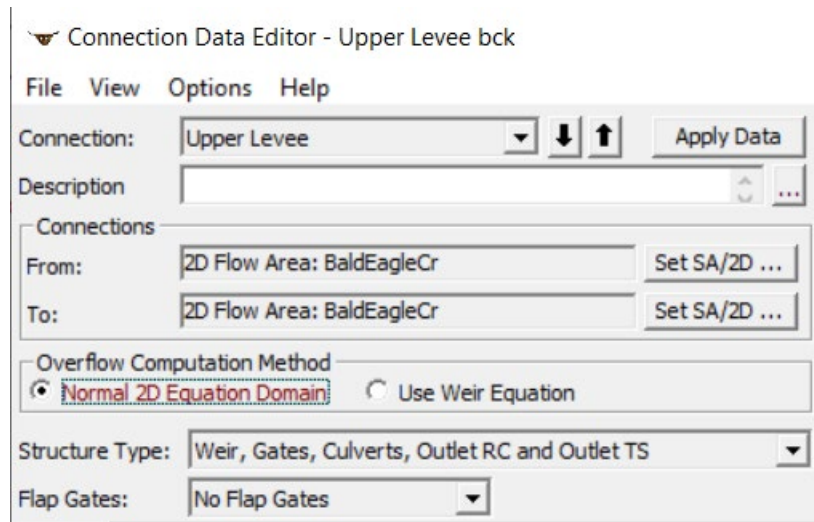 Connection Data Editor - Upper Levee bck
File View Options Help
Connection: Upper Levee Apply Data
Description ...
Connections
From: 2D Flow Area: BaldEagleCr Set SA/2D ...
To: 2D Flow Area: BaldEagleCr Set SA/2D ...
Overflow Computation Method
Normal 2D Equation Domain Use Weir Equation
Structure Type: Weir, Gates, Culverts, Outlet RC and Outlet TS
Flap Gates: No Flap Gates